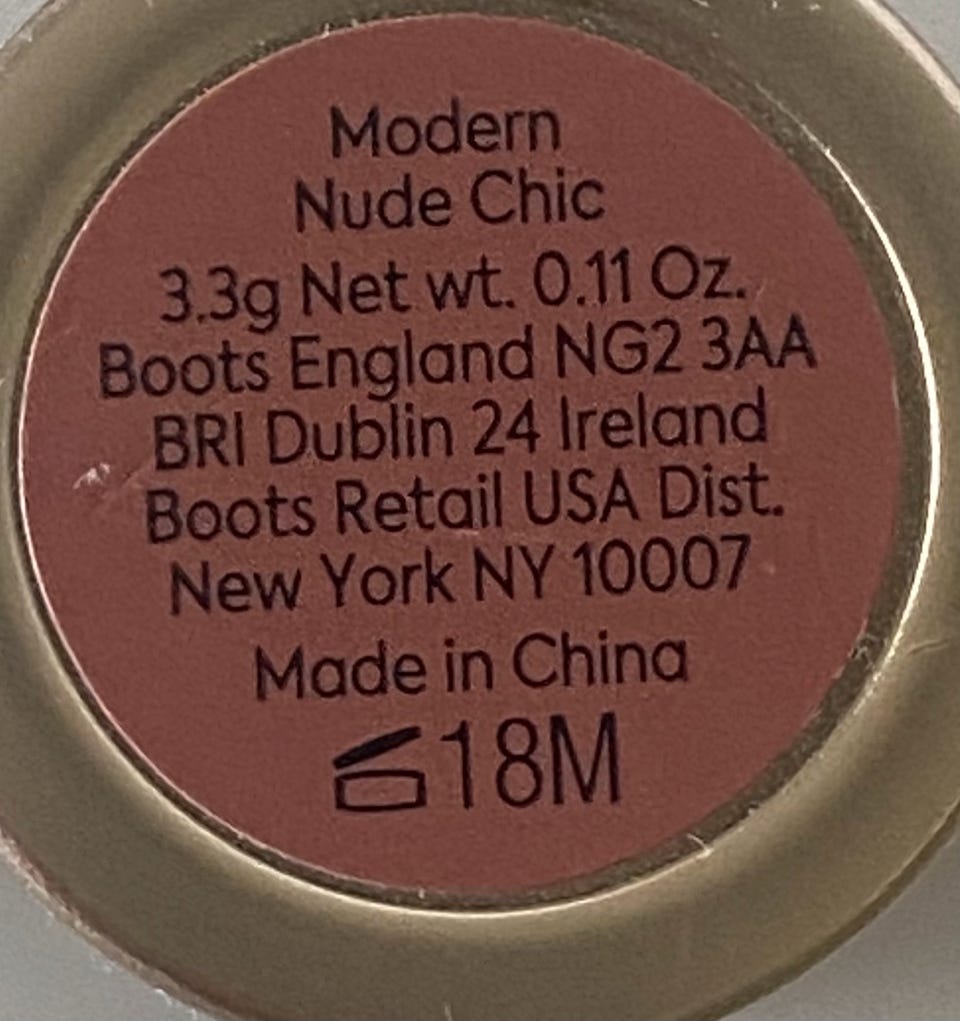 Modern
Nude Chic
3.3g Net wt. 0.11 Oz.
Boots England NG2 3AA
BRI Dublin 24 Ireland
Boots Retail USA Dist.
New York NY 10007
Made in China
18M